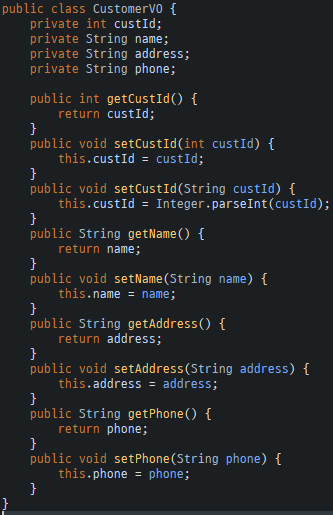 public class CustomerVO {
    private int custId;
    private String name;
    private String address;
    private String phone;

    public int getCustId() {
        return custId;
    }
    public void setCustId(int custId) {
        this.custId = custId;
    }
    public void setCustId(String custId) {
        this.custId = Integer.parseInt(custId);
    }
    public String getName() {
        return name;
    }
    public void setName(String name) {
        this.name = name;
    }
    public String getAddress() {
        return address;
    }
    public void setAddress(String address) {
        this.address = address;
    }
    public String getPhone() {
        return phone;
    }
    public void setPhone(String phone) {
        this.phone = phone;
    }
}